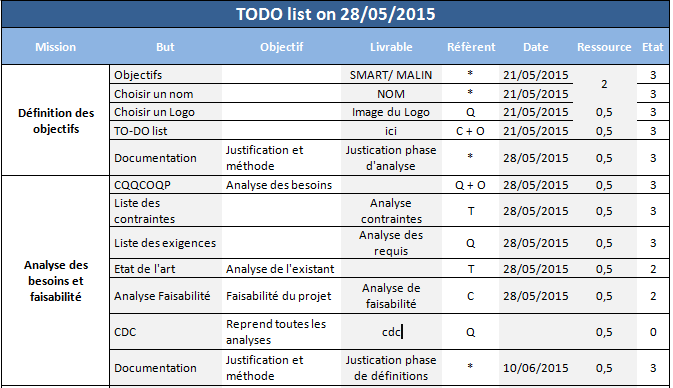 TODO list on 28/05/2015
Mission But Objectif Livrable Réfèrent Date Ressource Etat
Définition des objectifs
Objectifs SMART/ MALIN * 21/05/2015 2 3
Choisir un nom NOM * 21/05/2015 3
Choisir un Logo Image du Logo Q 21/05/2015 0,5 3
TO-DO list ici C + O 21/05/2015 0,5 3
Documentation Justification et méthode Justication phase d'analyse * 28/05/2015 0,5 3
Analyse des besoins et faisabilité
CQQCOQP Analyse des besoins Q + O 28/05/2015 0,5 3
Liste des contraintes Analyse contraintes T 28/05/2015 0,5 3
Liste des exigences Analyse des requis Q 28/05/2015 0,5 3
Etat de l'art Analyse de l'existant T 28/05/2015 0,5 2
Analyse Faisabilité Faisabilité du projet Analyse de faisabilité C 28/05/2015 0,5 2
CDC Reprend toutes les analyses cdc Q 0,5 0
Documentation Justification et méthode Justication phase de définitions * 10/06/2015 0,5 3